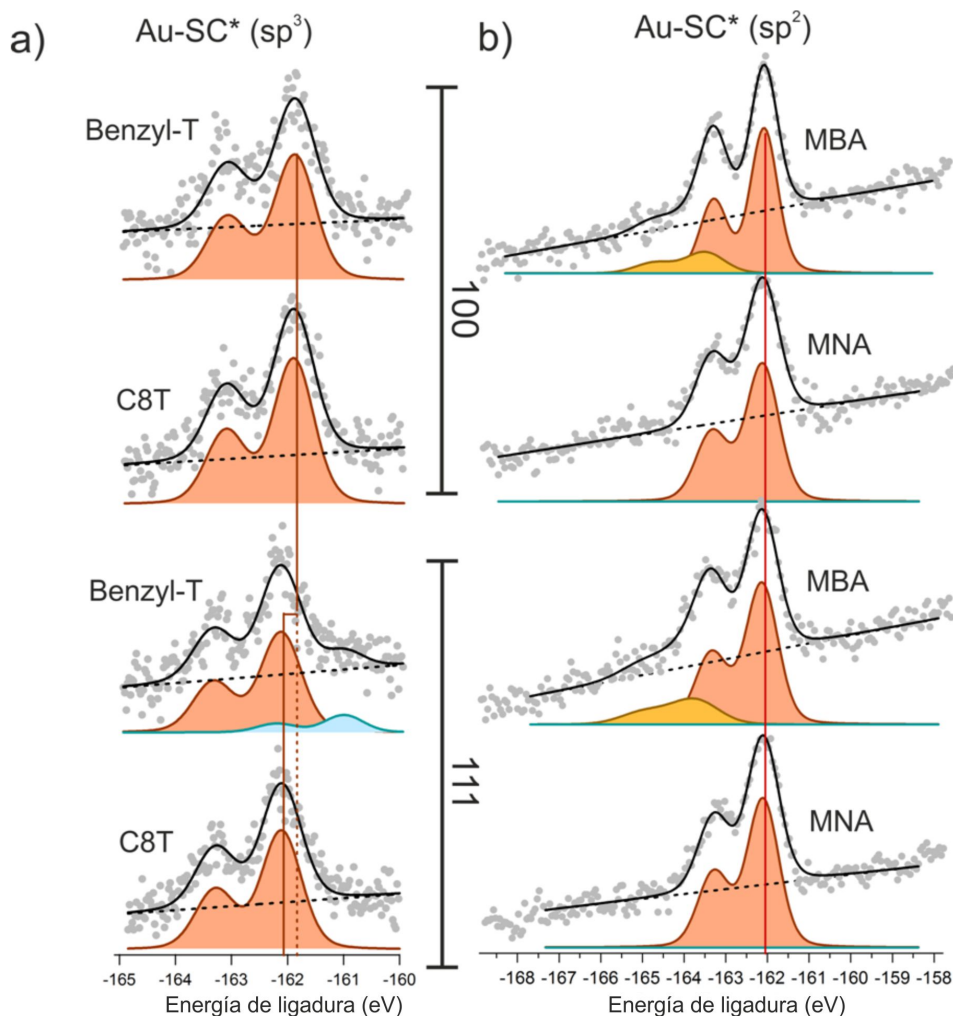 a) Au-SC* (sp³)
Benzyl-T
C8T
Benzyl-T
C8T
-165 -164 -163 -162 -161 -160
Energía de ligadura (eV)
100
111
b) Au-SC* (sp²)
MBA
MNA
MBA
MNA
-168 -167 -166 -165 -164 -163 -162 -161 -160 -159 -158
Energía de ligadura (eV)